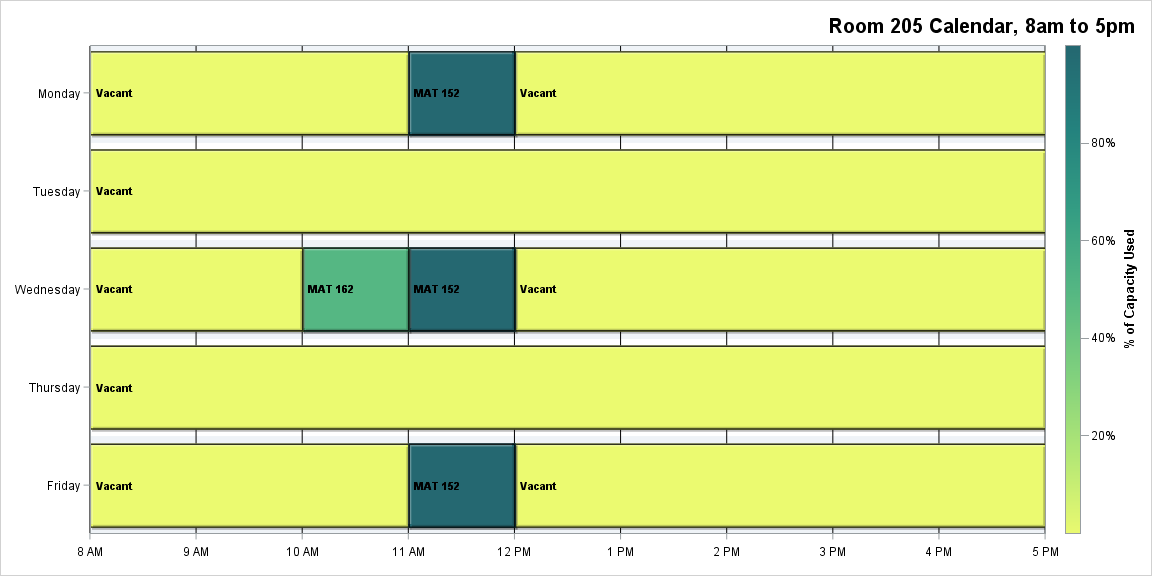 Room 205 Calendar, 8am to 5pm
Monday
Vacant
MAT 152
Vacant
Tuesday
Vacant
Wednesday
Vacant
MAT 162
MAT 152
Vacant
Thursday
Vacant
Friday
Vacant
MAT 152
Vacant
8 AM
9 AM
10 AM
11 AM
12 PM
1 PM
2 PM
3 PM
4 PM
5 PM
80%
60%
40%
20%
% of Capacity Used